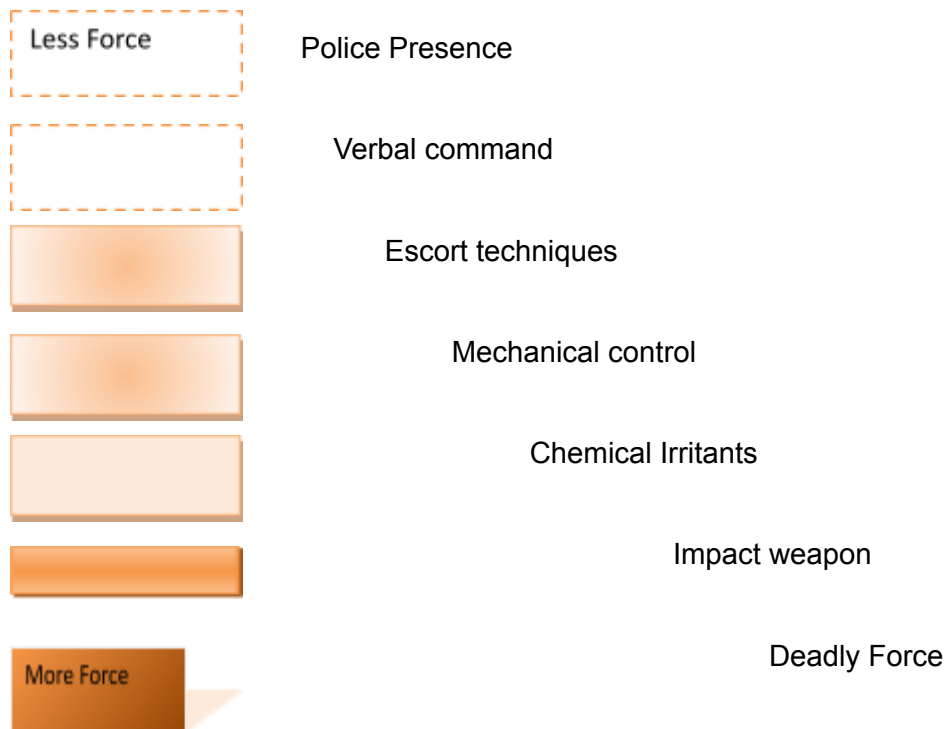 Less Force
Police Presence
Verbal command
Escort techniques
Mechanical control
Chemical Irritants
Impact weapon
Deadly Force
More Force